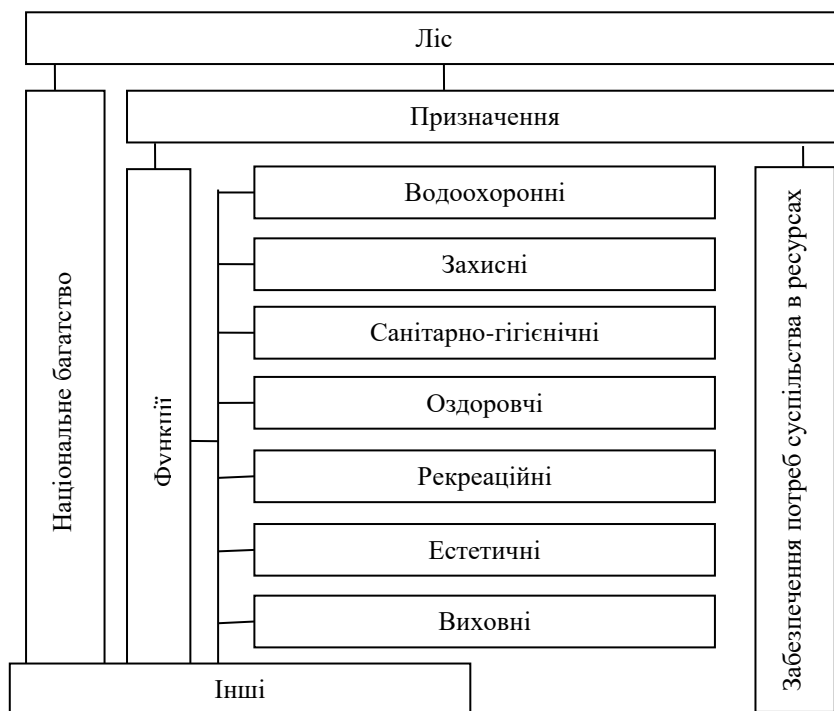 Ліс
Призначення
Національне багатство
Функції
Водоохоронні
Захисні
Санітарно-гігієнічні
Оздоровчі
Рекреаційні
Естетичні
Виховні
Інші
Забезпечення потреб суспільства в ресурсах